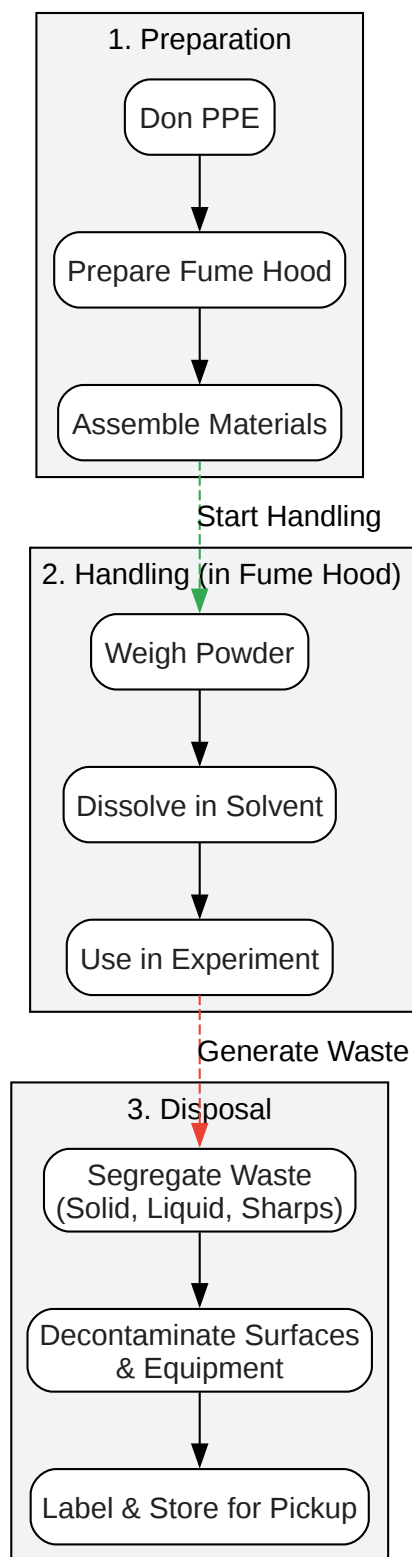 1. Preparation
Don PPE
Prepare Fume Hood
Assemble Materials
Start Handling
2. Handling (in Fume Hood)
Weigh Powder
Dissolve in Solvent
Use in Experiment
Generate Waste
3. Disposal
Segregate Waste
(Solid, Liquid, Sharps)
Decontaminate Surfaces
& Equipment
Label & Store for Pickup